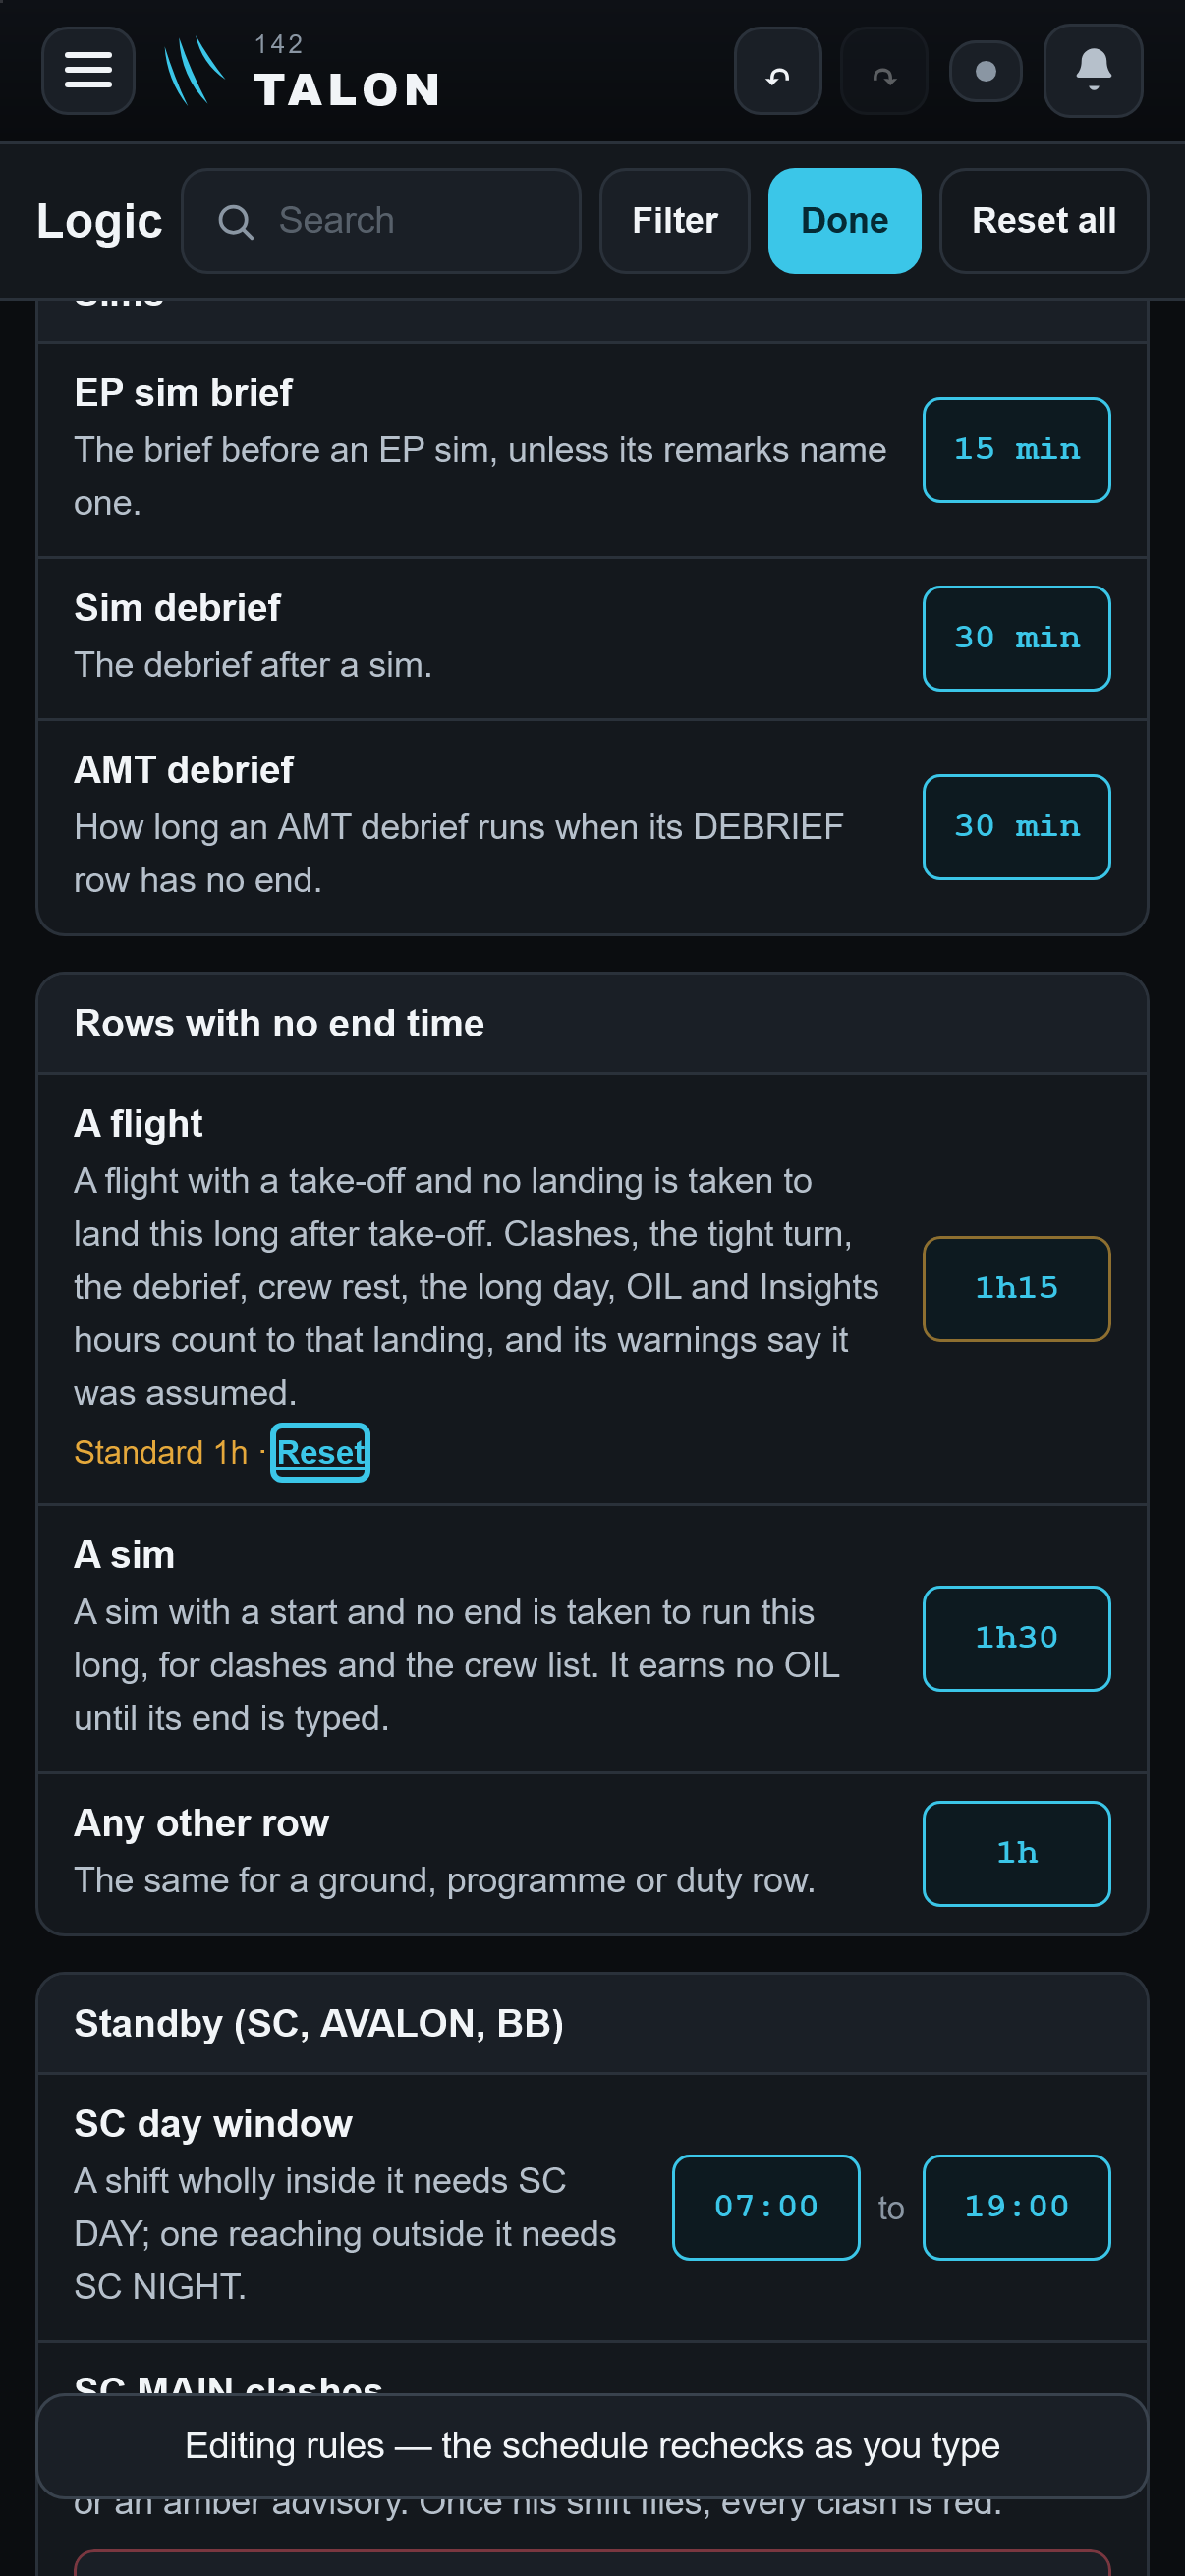 142
TALON
Logic
Search
Filter
Done
Reset all
Sims
EP sim brief
The brief before an EP sim, unless its remarks name
one.
15 min
Sim debrief
The debrief after a sim.
30 min
AMT debrief
How long an AMT debrief runs when its DEBRIEF
row has no end.
30 min
Rows with no end time
A flight
A flight with a take-off and no landing is taken to
land this long after take-off. Clashes, the tight turn,
the debrief, crew rest, the long day, OIL and Insights
hours count to that landing, and its warnings say it
was assumed.
1h15
Standard 1h · Reset
A sim
A sim with a start and no end is taken to run this
long, for clashes and the crew list. It earns no OIL
until its end is typed.
1h30
Any other row
The same for a ground, programme or duty row.
1h
Standby (SC, AVALON, BB)
SC day window
A shift wholly inside it needs SC
DAY; one reaching outside it needs
SC NIGHT.
07:00 to 19:00
SC MAIN clashes
Editing rules — the schedule rechecks as you type
or an amber advisory. Once his shift flies, every clash is red.